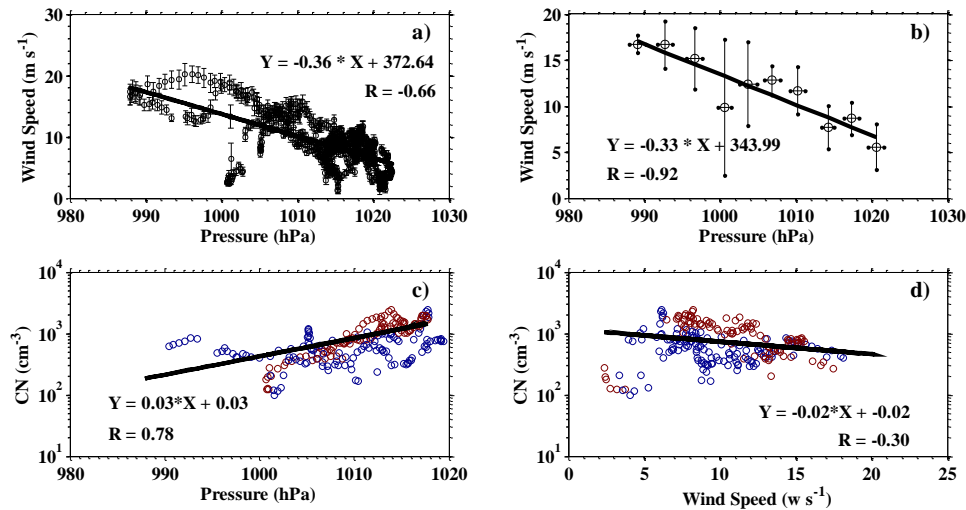 30
20
10
0
Wind Speed (m s-1)
a)
Y = -0.36 * X + 372.64
R = -0.66
980 990 1000 1010 1020 1030
Pressure (hPa)
20
15
10
5
0
Wind Speed (m s-1)
b)
Y = -0.33 * X + 343.99
R = -0.92
980 990 1000 1010 1020 1030
Pressure (hPa)
10^4
10^3
10^2
10^1
CN (cm-3)
c)
Y = 0.03*X + 0.03
R = 0.78
980 990 1000 1010 1020
Pressure (hPa)
10^4
10^3
10^2
10^1
CN (cm-3)
d)
Y = -0.02*X + -0.02
R = -0.30
0 5 10 15 20 25
Wind Speed (w s-1)